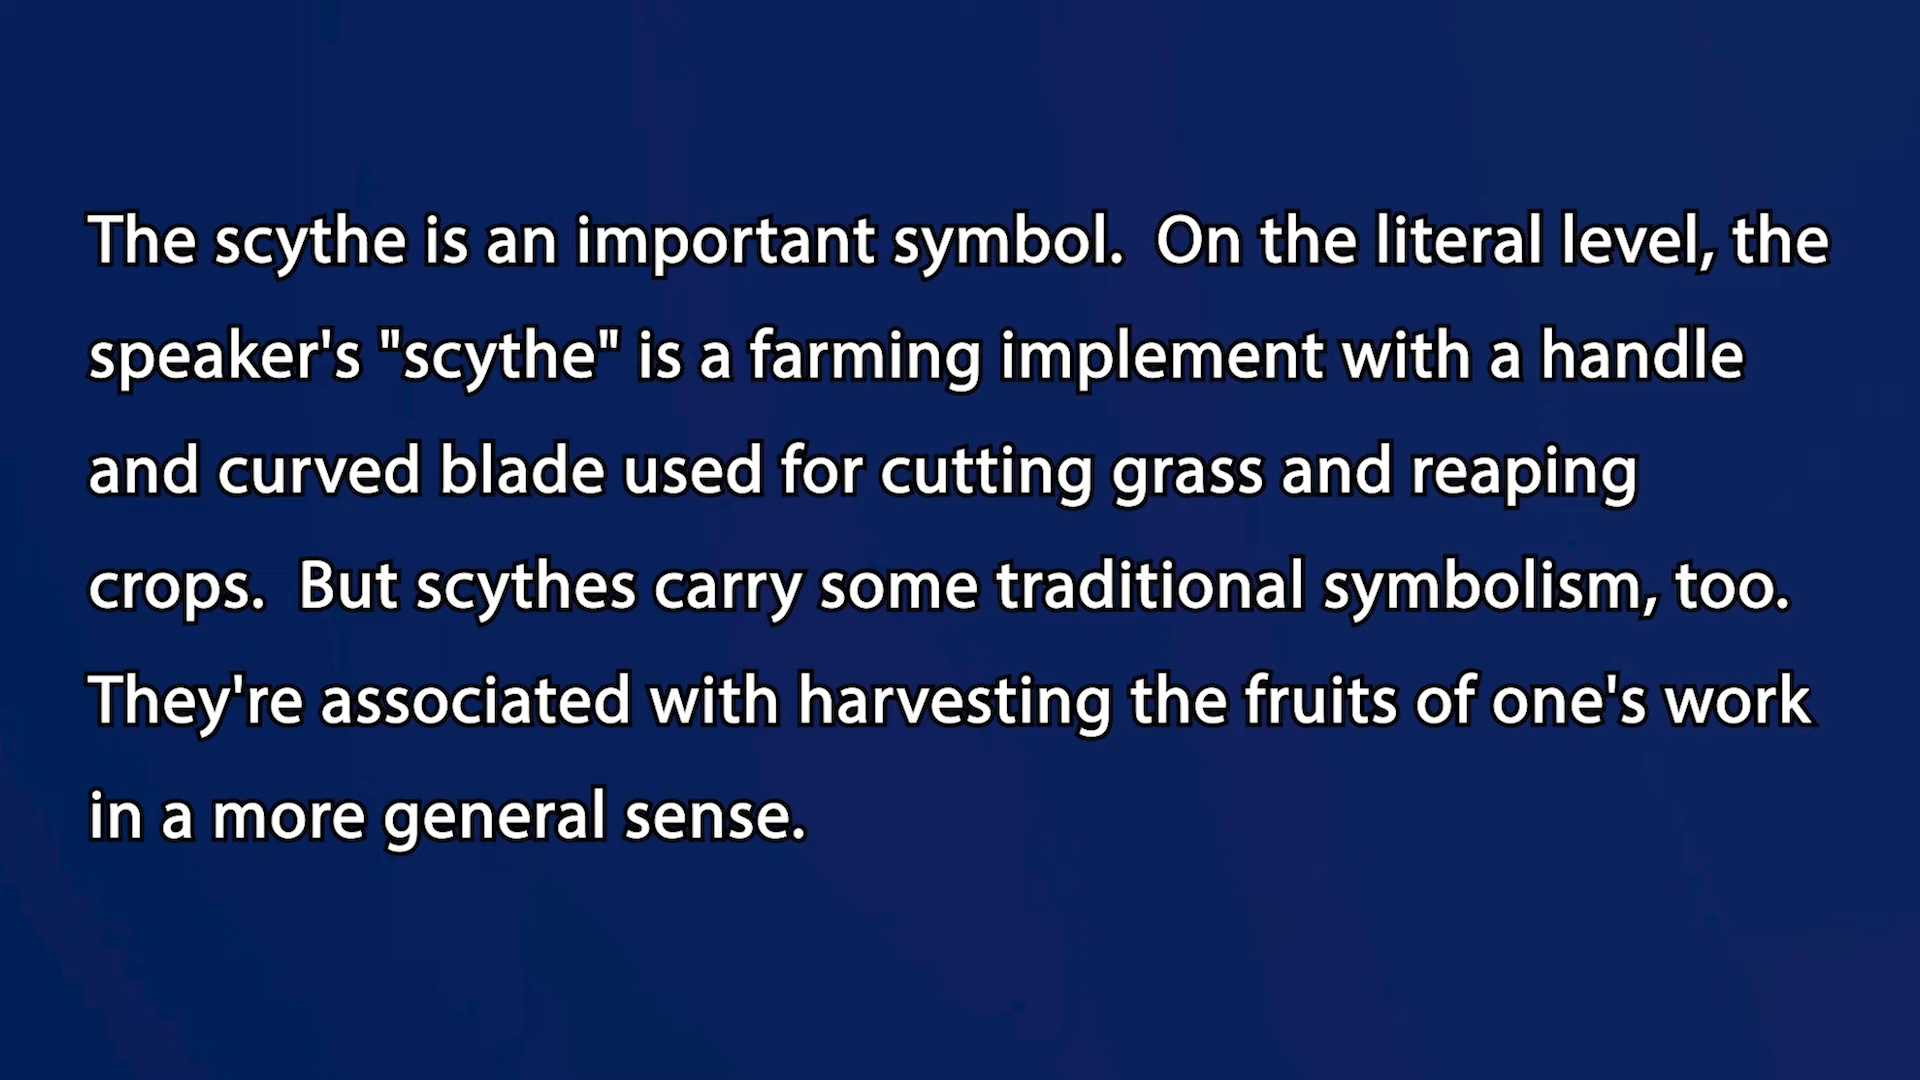 The scythe is an important symbol.  On the literal level, the
speaker's "scythe" is a farming implement with a handle
and curved blade used for cutting grass and reaping
crops.  But scythes carry some traditional symbolism, too.
They're associated with harvesting the fruits of one's work
in a more general sense.